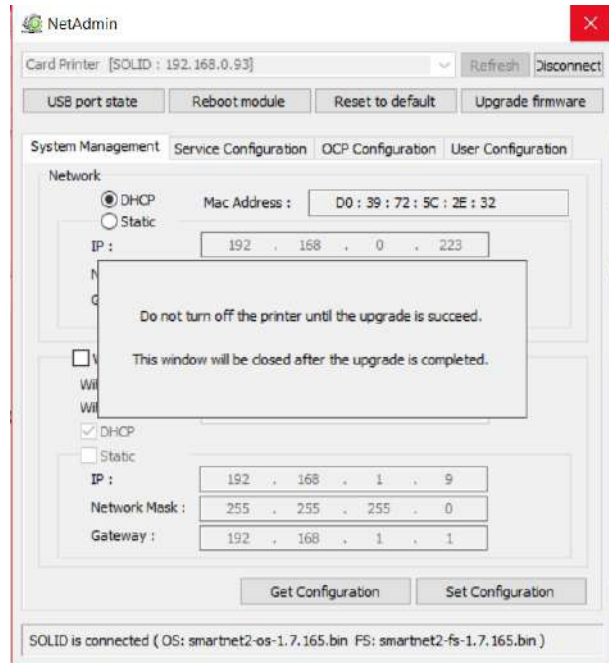 NetAdmin
Card Printer [SOLID : 192.168.0.93]
Refresh
Disconnect
USB port state
Reboot module
Reset to default
Upgrade firmware
System Management
Service Configuration
OCP Configuration
User Configuration
Network
DHCP
Mac Address :
D0 : 39 : 72 : 5C : 2E : 32
Static
IP :
192 . 168 . 0 . 223
Do not turn off the printer until the upgrade is succeed.
This window will be closed after the upgrade is completed.
DHCP
Static
IP :
192 . 168 . 1 . 9
Network Mask :
255 . 255 . 255 . 0
Gateway :
192 . 168 . 1 . 1
Get Configuration
Set Configuration
SOLID is connected ( OS: smartnet2-os-1.7.165.bin FS: smartnet2-fs-1.7.165.bin )